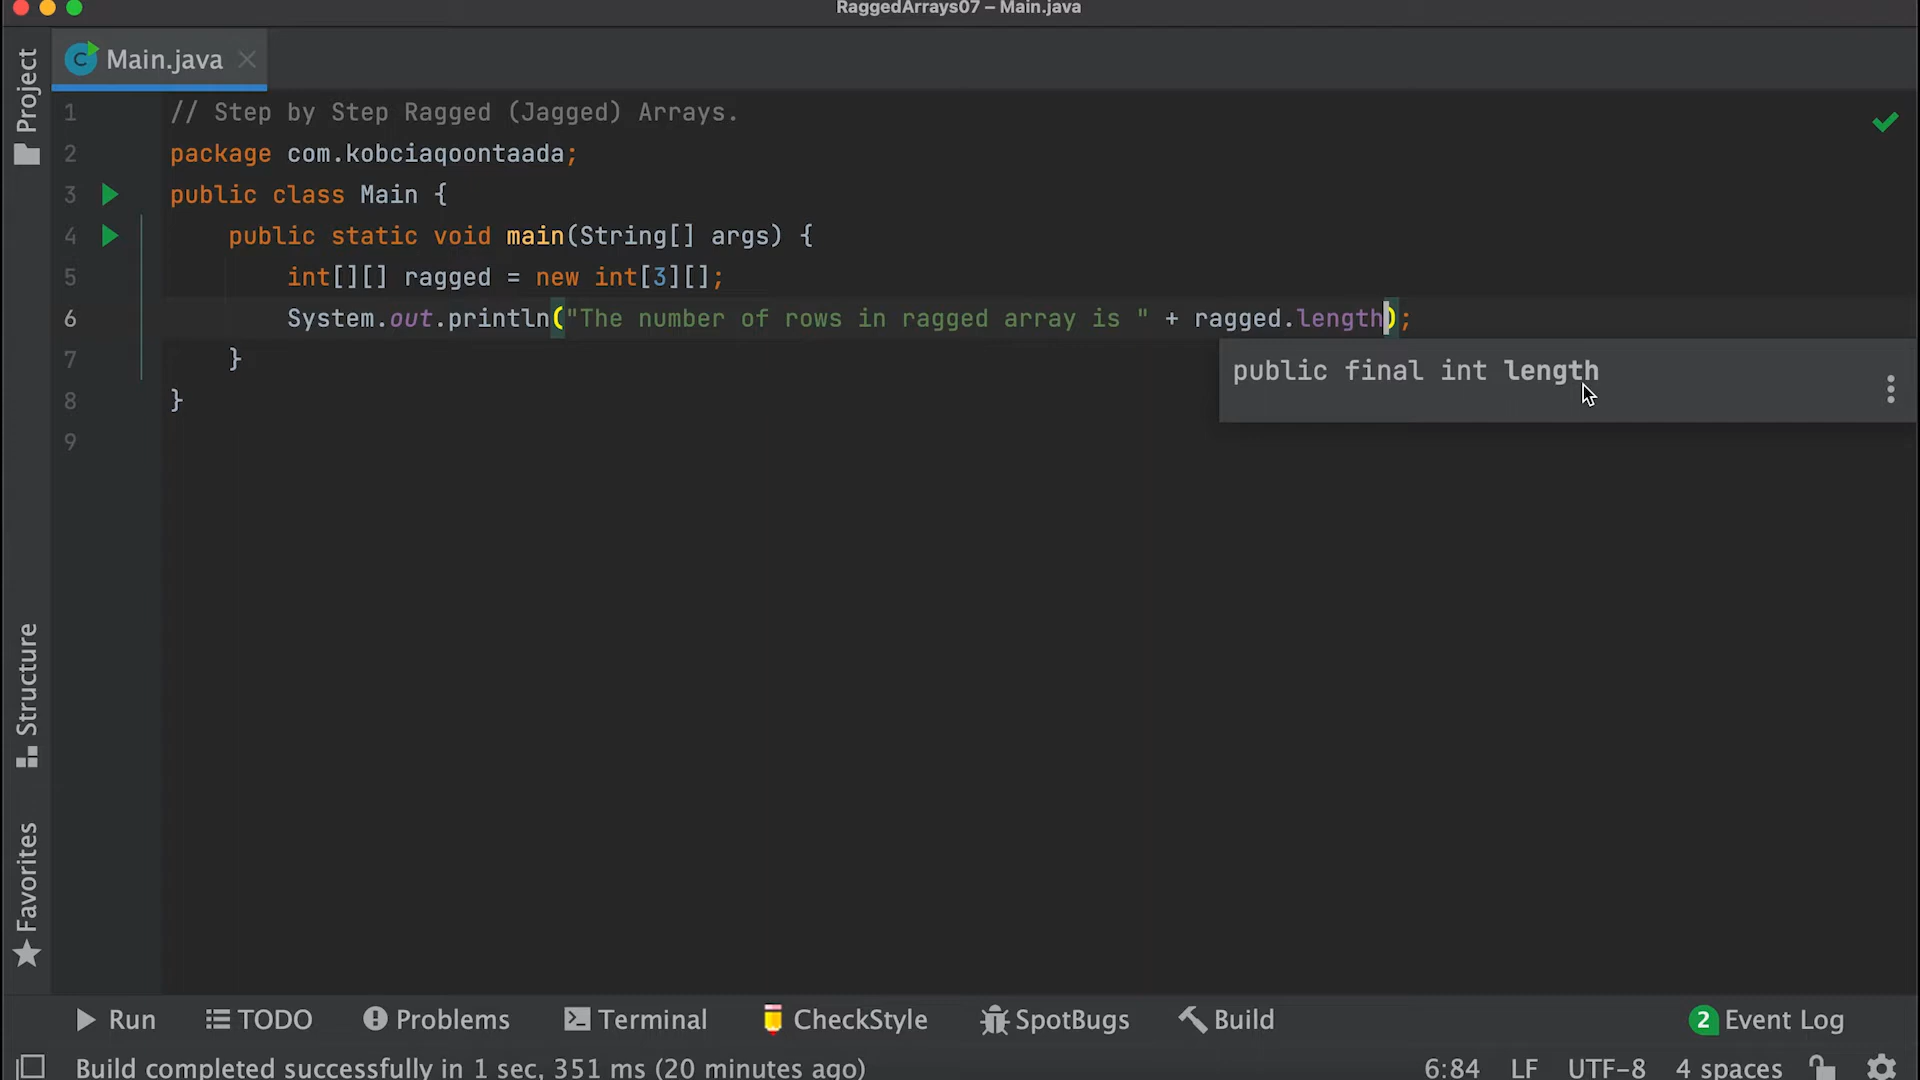 RaggedArrays07 – Main.java
Main.java
Project
1 // Step by Step Ragged (Jagged) Arrays.
2 package com.kobciaqoontaada;
3 public class Main {
4 public static void main(String[] args) {
5 int[][] ragged = new int[3][];
6 System.out.println("The number of rows in ragged array is " + ragged.length);
7 }
public final int length
8 }
9
Structure
Favorites
Run TODO Problems Terminal CheckStyle SpotBugs Build 2 Event Log
Build completed successfully in 1 sec, 351 ms (20 minutes ago) 6:84 LF UTF-8 4 spaces